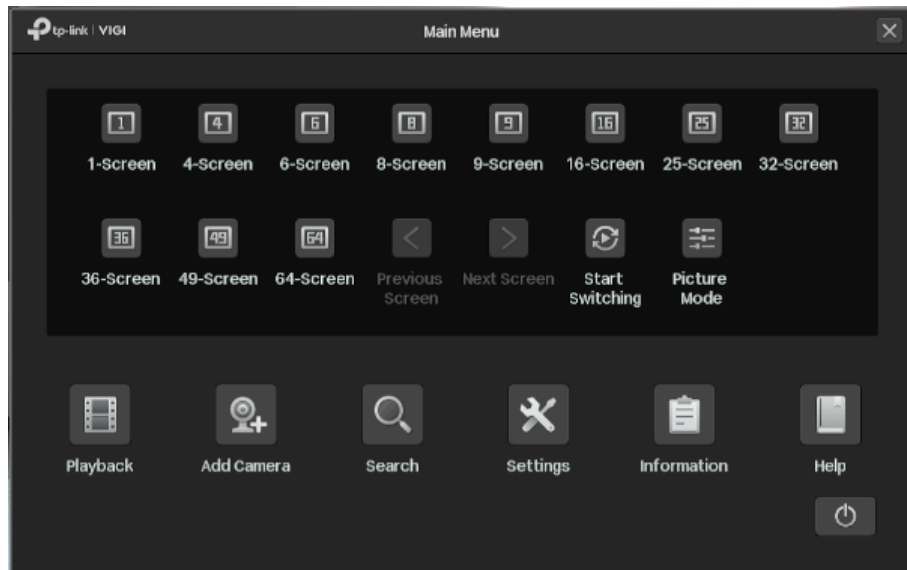 tp-link | VIGI
Main Menu
1
4
6
8
9
16
25
32
1-Screen
4-Screen
6-Screen
8-Screen
9-Screen
16-Screen
25-Screen
32-Screen
36
49
64
36-Screen
49-Screen
64-Screen
Previous
Screen
Next Screen
Start
Switching
Picture
Mode
Playback
Add Camera
Search
Settings
Information
Help